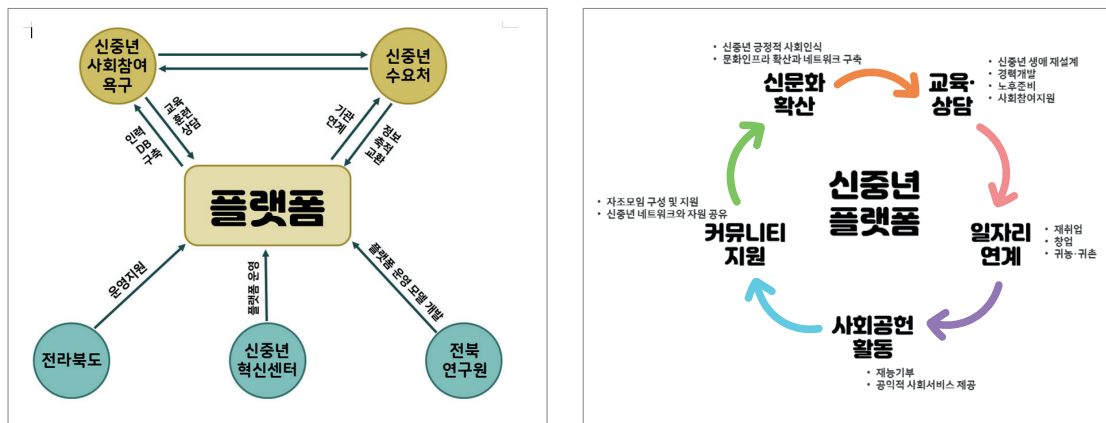 신중년
사회참여
욕구
신중년
수요처
교육 전담
훈성
인력 DB
구축
기관
연계
정보
축적
교환
플랫폼
운영지원
플랫폼 운영
플랫폼 운영 모델 개발
전라북도
신중년
혁신센터
전북
연구원
• 신중년 긍정적 사회인식
• 문화인프라 확산과 네트워크 구축
신문화
확산
교육·
상담
• 신중년 생애 재설계
• 경력개발
• 노후준비
• 사회참여지원
신중년
플랫폼
• 자조모임 구성 및 지원
• 신중년 네트워크와 자원 공유
커뮤니티
지원
일자리
연계
• 재취업
• 창업
• 귀농·귀촌
사회공헌
활동
• 재능기부
• 공익적 사회서비스 제공